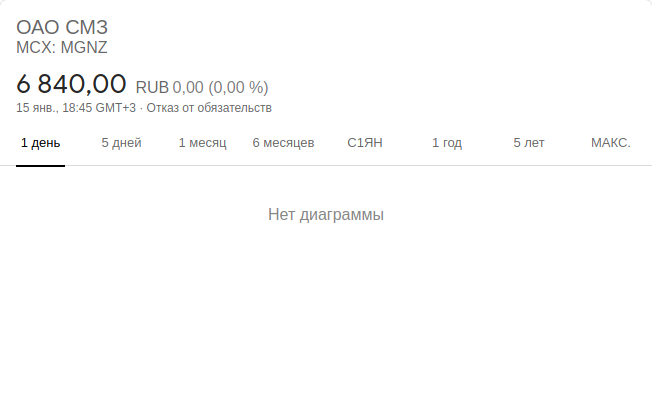 ОАО СМЗ
MCX: MGNZ
6 840,00 RUB 0,00 (0,00 %)
15 янв., 18:45 GMT+3 · Отказ от обязательств
1 день 5 дней 1 месяц 6 месяцев С1ЯН 1 год 5 лет МАКС.
Нет диаграммы